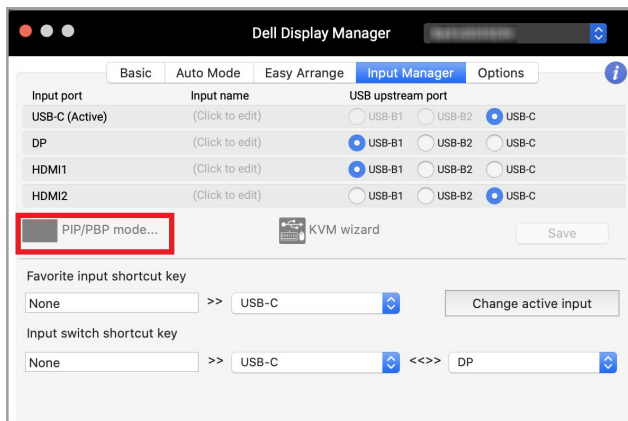 Dell Display Manager
Basic Auto Mode Easy Arrange Input Manager Options i
Input port Input name USB upstream port
USB-C (Active) (Click to edit) USB-B1 USB-B2 USB-C
DP (Click to edit) USB-B1 USB-B2 USB-C
HDMI1 (Click to edit) USB-B1 USB-B2 USB-C
HDMI2 (Click to edit) USB-B1 USB-B2 USB-C
PIP/PBP mode... KVM wizard Save
Favorite input shortcut key
None >> USB-C Change active input
Input switch shortcut key
None >> USB-C <<>> DP